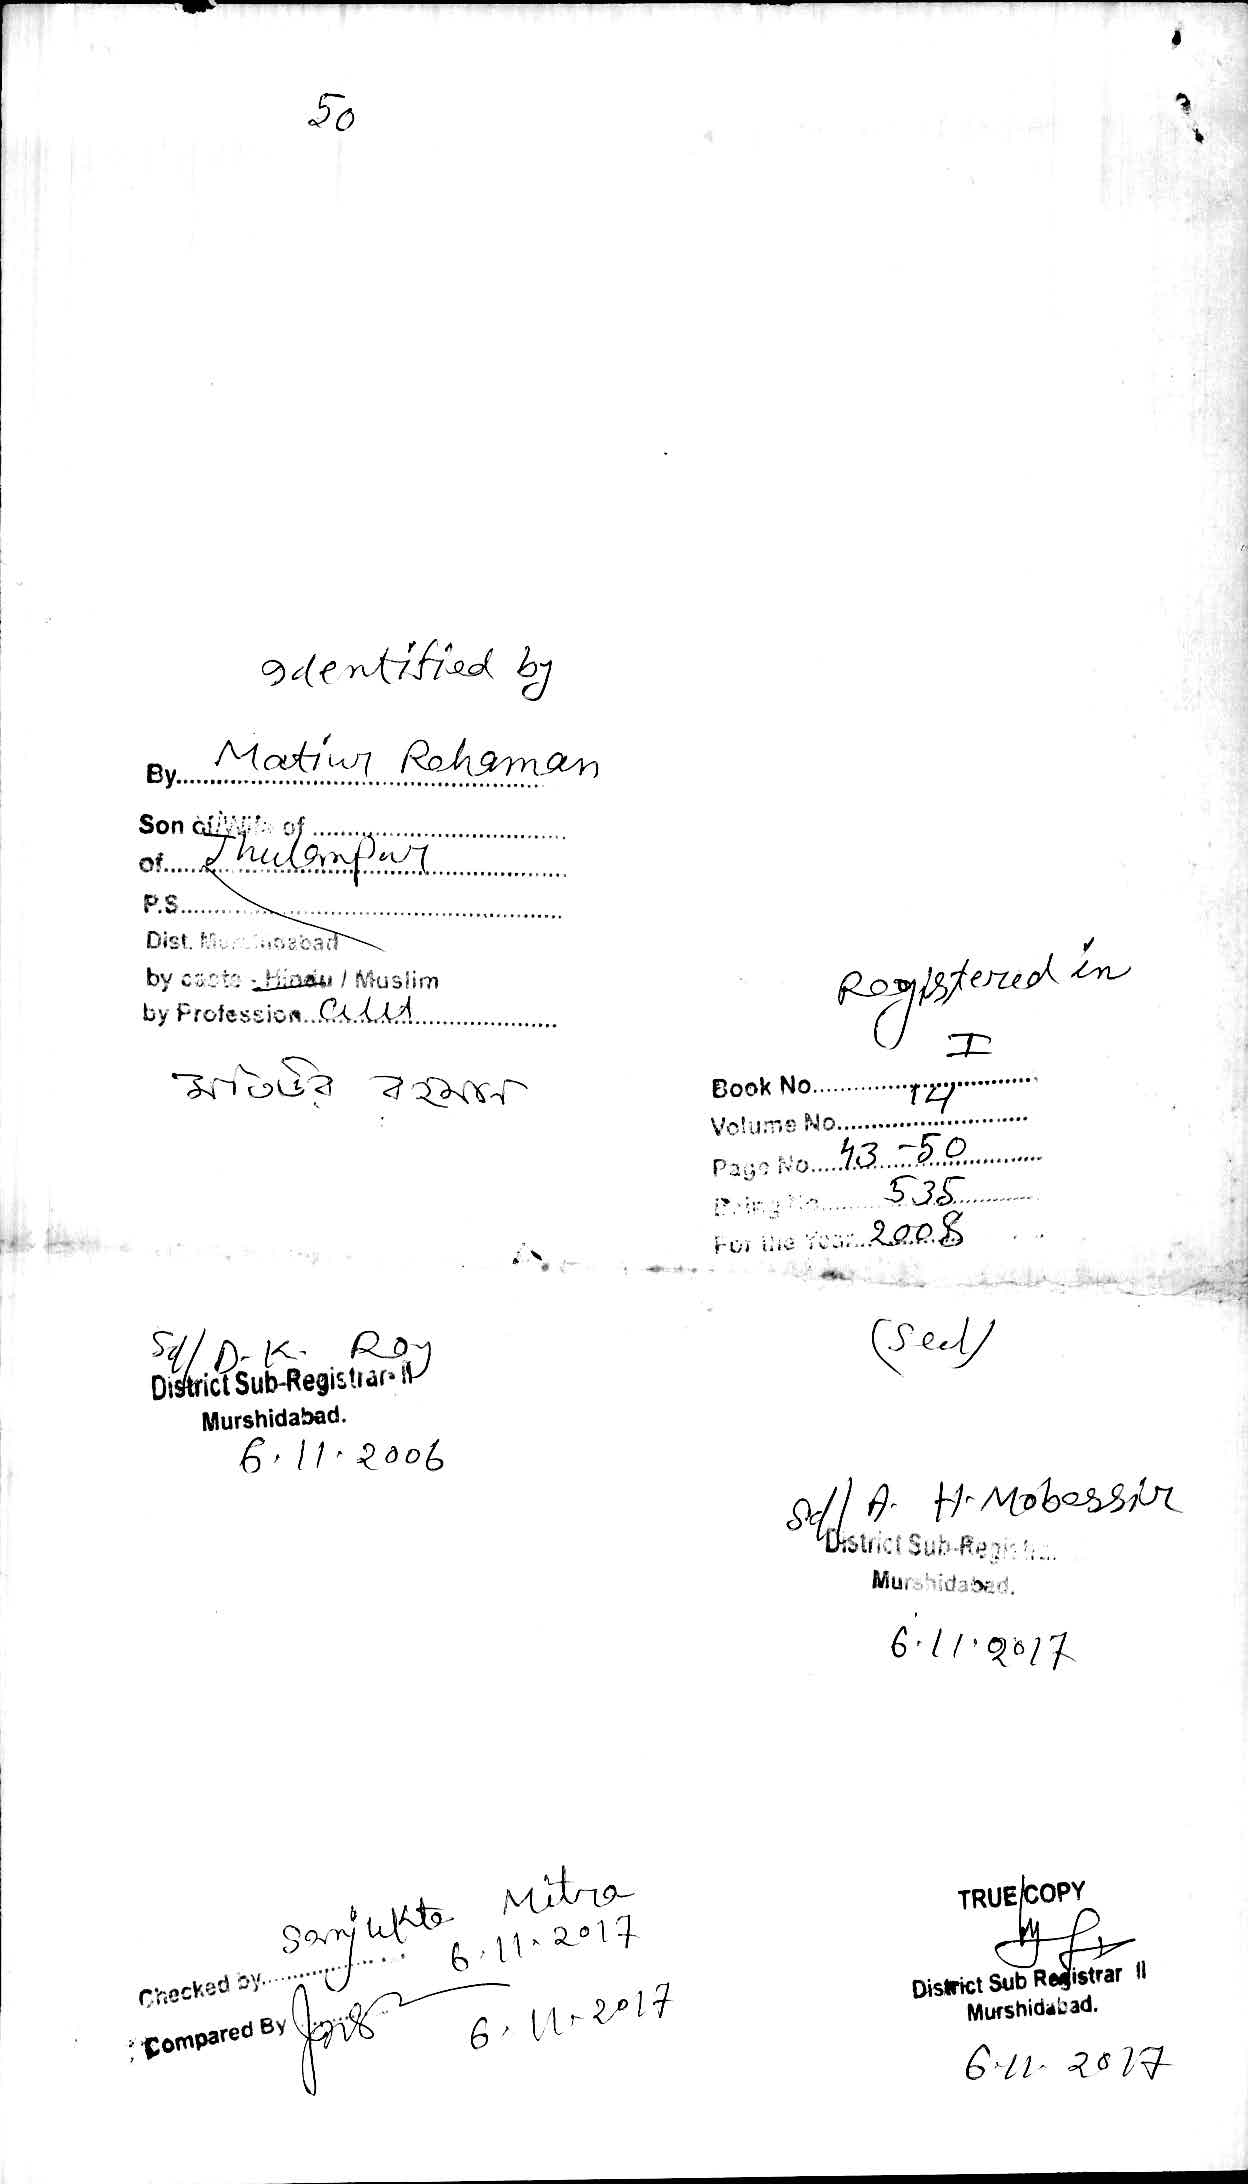 50
Identified by
By Matiur Rahaman
Son of/Wife of
of Jhulanpur
P.S.
Dist. Murshidabad
by caste - Hindu / Muslim
by Profession
মতিউর রহমান
Registered in
Book No. I
Volume No. 14
Page No. 43 - 50
Being No. 535
For the Year 2008
Sd/ D. K. Roy
District Sub-Registrar-II
Murshidabad.
6.11.2006
(Seal)
Sd/ A. H. Mobassir
District Sub-Registrar
Murshidabad.
6.11.2017
Checked by Sanjukta Mitra 6.11.2017
Compared By 6.11.2017
TRUE COPY
District Sub Registrar II
Murshidabad.
6.11.2017